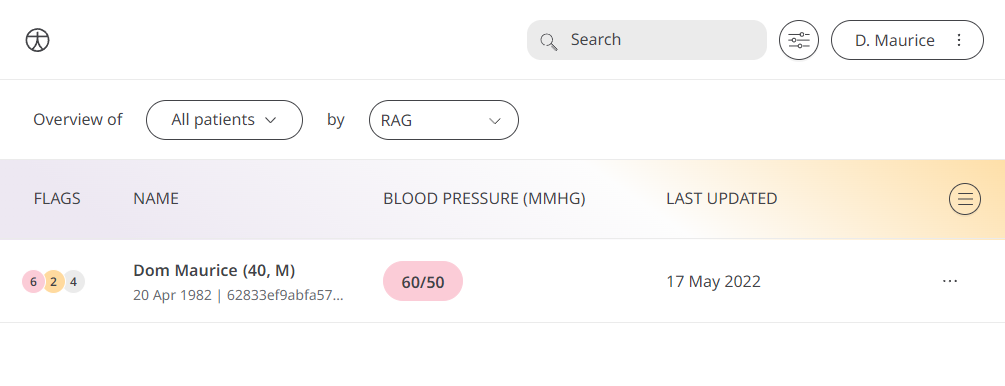 Search
D. Maurice
Overview of All patients by RAG
FLAGS NAME BLOOD PRESSURE (MMHG) LAST UPDATED
6 2 4 Dom Maurice (40, M) 60/50 17 May 2022 ...
20 Apr 1982 | 62833ef9abfa57...